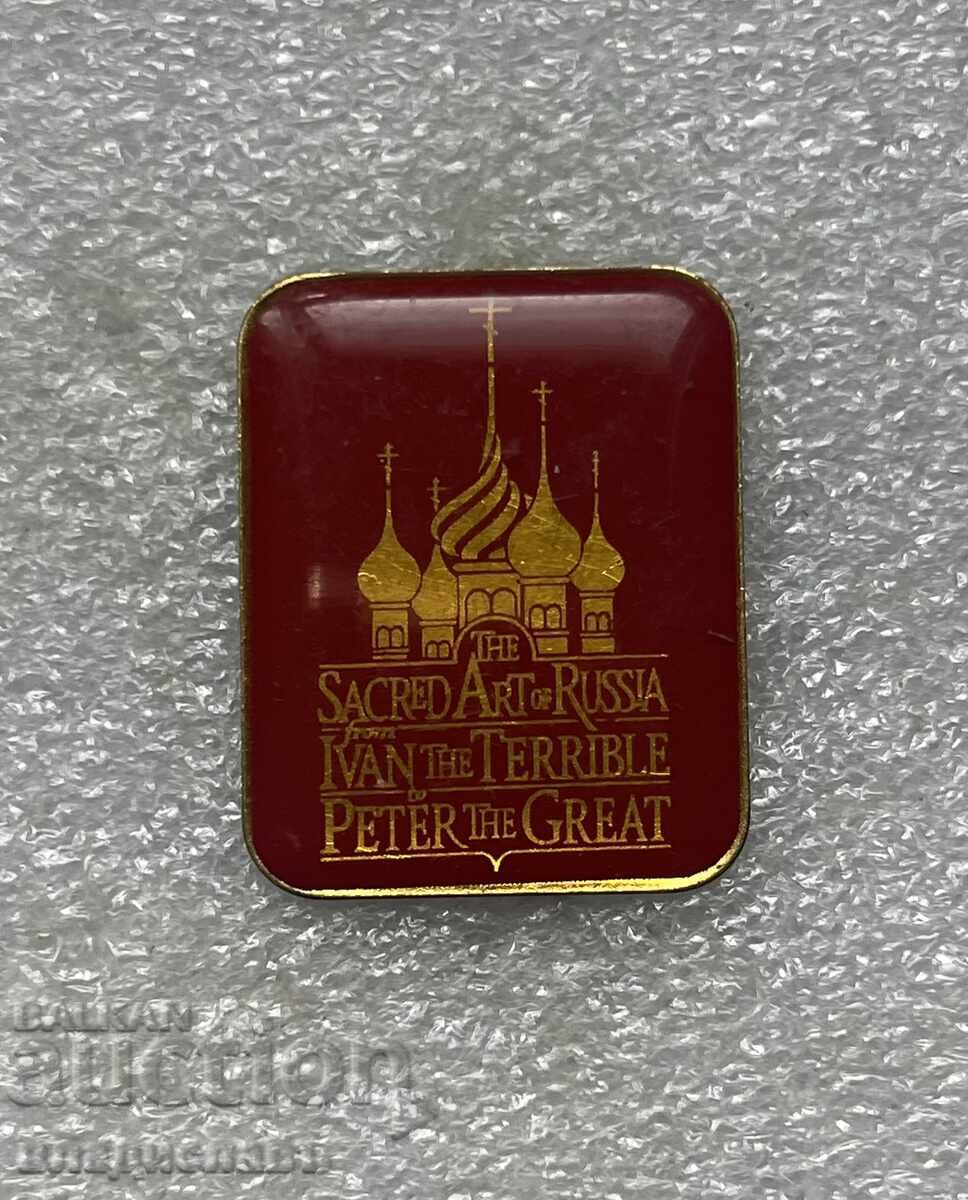 THE
SACRED ART OF RUSSIA
from
IVAN THE TERRIBLE
to
PETER THE GREAT
BALKAN
auction